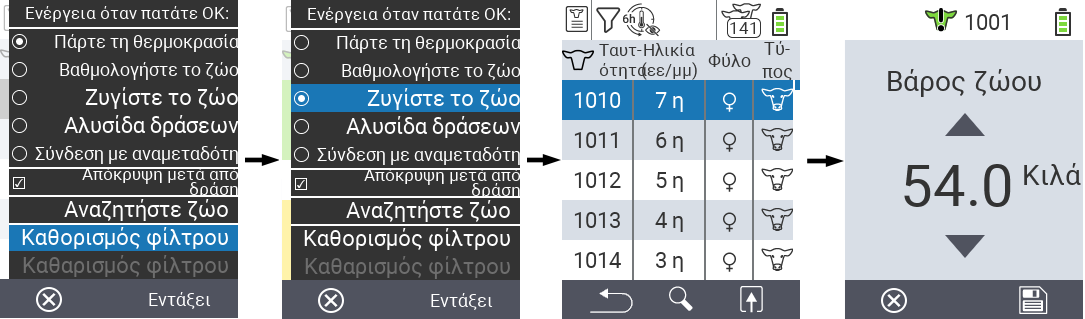 Ενέργεια όταν πατάτε OK:
Πάρτε τη θερμοκρασία
Βαθμολογήστε το ζώο
Ζυγίστε το ζώο
Αλυσίδα δράσεων
Σύνδεση με αναμεταδότη
Απόκρυψη μετά από
δράση
Αναζητήστε ζώο
Καθορισμός φίλτρου
Καθαρισμός φίλτρου
Εντάξει
Ενέργεια όταν πατάτε OK:
Πάρτε τη θερμοκρασία
Βαθμολογήστε το ζώο
Ζυγίστε το ζώο
Αλυσίδα δράσεων
Σύνδεση με αναμεταδότη
Απόκρυψη μετά από
δράση
Αναζητήστε ζώο
Καθορισμός φίλτρου
Καθαρισμός φίλτρου
Εντάξει
6h 141
Ταυτ-Ηλικία Φύλο Τύ-
ότητα(εε/μμ) πος
1010 7 η
1011 6 η
1012 5 η
1013 4 η
1014 3 η
1001
Βάρος ζώου
54.0 Κιλά